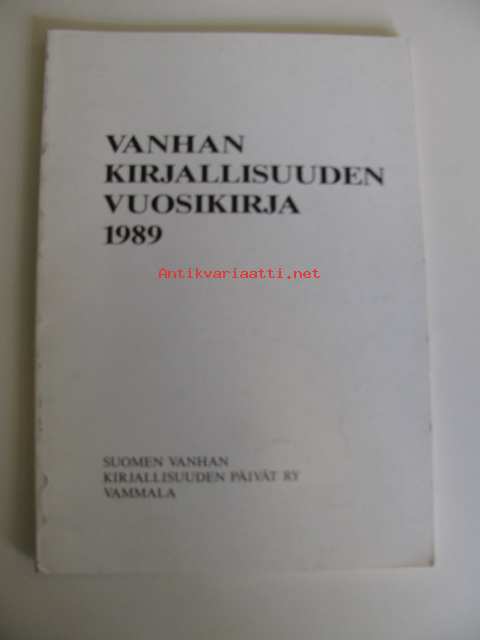 VANHAN
KIRJALLISUUDEN
VUOSIKIRJA
1989
Antikvariaatti.net
SUOMEN VANHAN
KIRJALLISUUDEN PÄIVÄT RY
VAMMALA